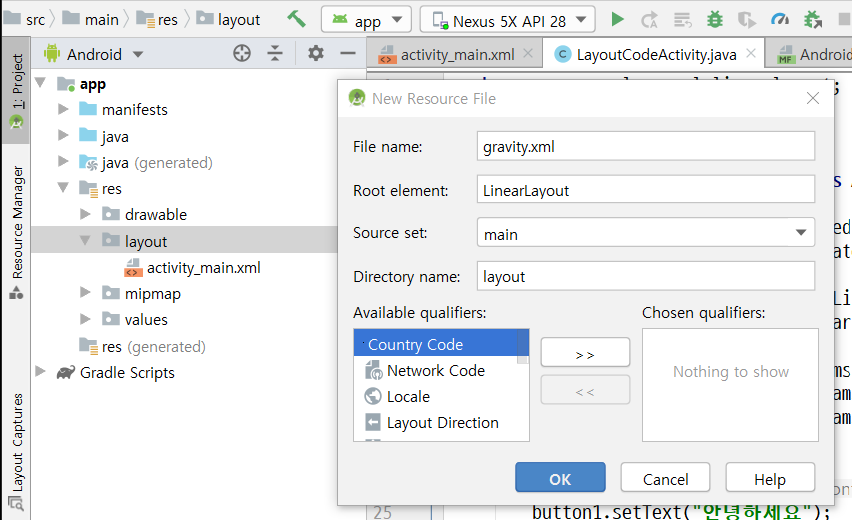 src main res layout app Nexus 5X API 28
1: Project
Resource Manager
Layout Captures
Android
app
manifests
java
java (generated)
res
drawable
layout
activity_main.xml
mipmap
values
res (generated)
Gradle Scripts
activity_main.xml LayoutCodeActivity.java Android
New Resource File
File name: gravity.xml
Root element: LinearLayout
Source set: main
Directory name: layout
Available qualifiers: Chosen qualifiers:
Country Code
Network Code
Locale
Layout Direction
>>
<<
Nothing to show
OK Cancel Help
25 button1.setText("안녕하세요");